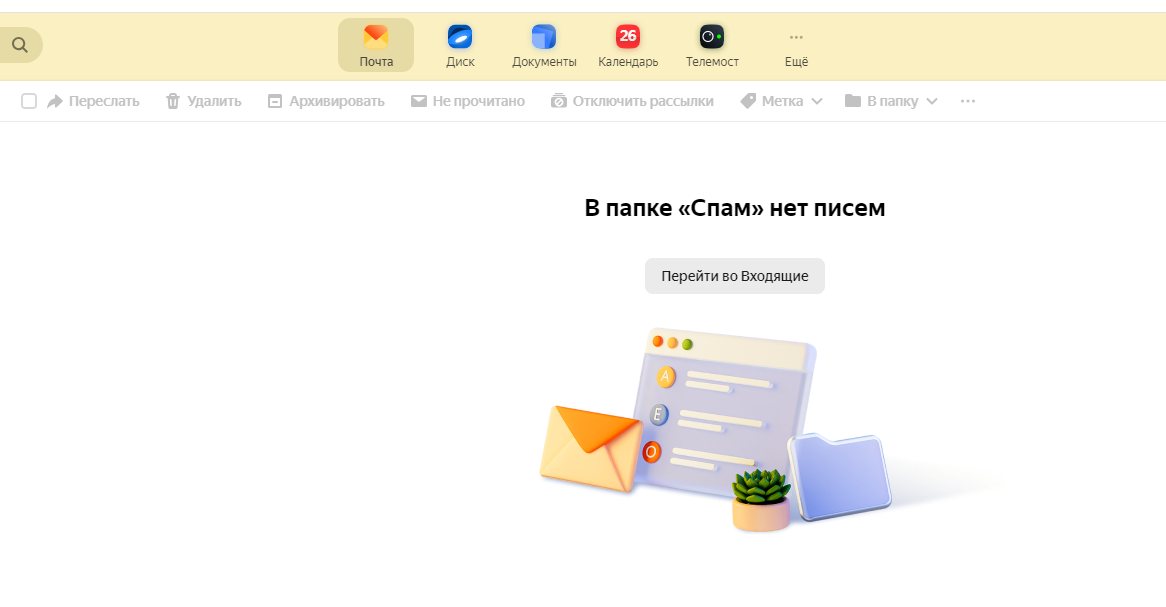 Почта
Диск
Документы
26
Календарь
Телемост
Ещё
Переслать
Удалить
Архивировать
Не прочитано
Отключить рассылки
Метка
В папку
В папке «Спам» нет писем
Перейти во Входящие
A
E
O